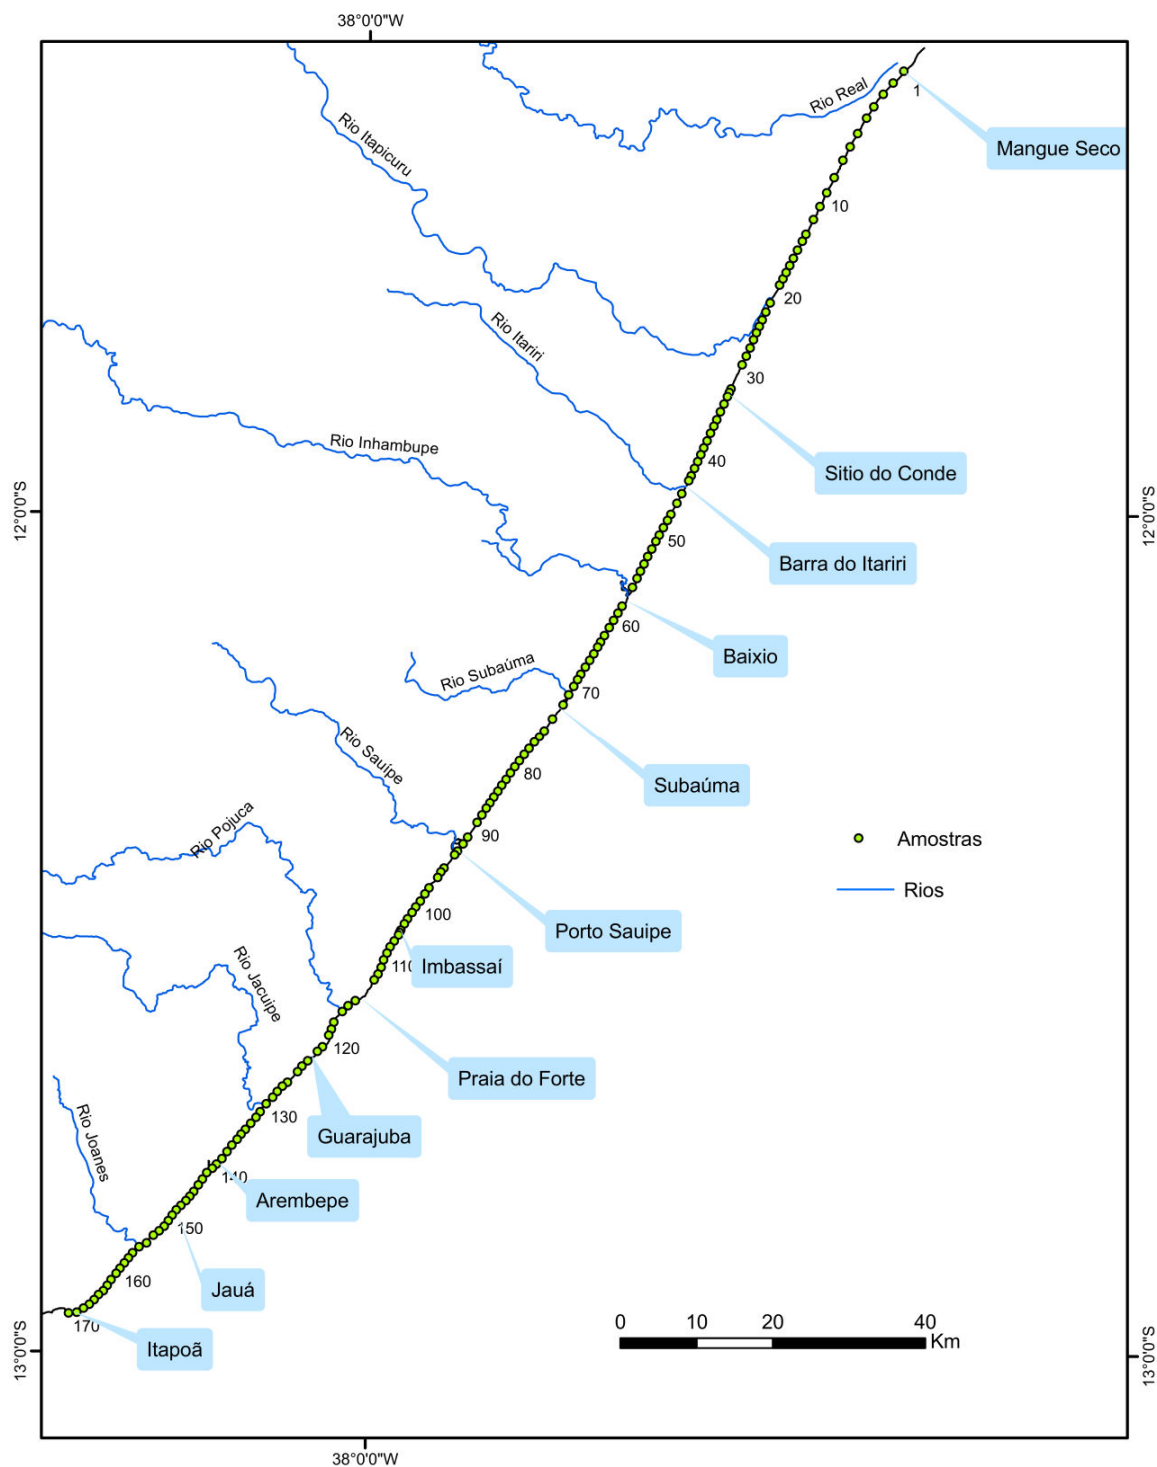 38°0'0"W
Rio Real
1
Mangue Seco
Rio Itapicuru
10
20
Rio Itariri
30
Rio Inhambupe
40
Sitio do Conde
12°0'0"S
12°0'0"S
50
Barra do Itariri
60
Baixio
Rio Subaúma
70
Rio Sauípe
80
Subaúma
Rio Pojuca
90
Amostras
Rios
100
Porto Sauipe
110
Imbassaí
Rio Jacuipe
120
Praia do Forte
130
Guarajuba
Rio Joanes
140
Arembepe
150
160
Jauá
170
Itapoã
0 10 20 40
Km
13°0'0"S
13°0'0"S
38°0'0"W